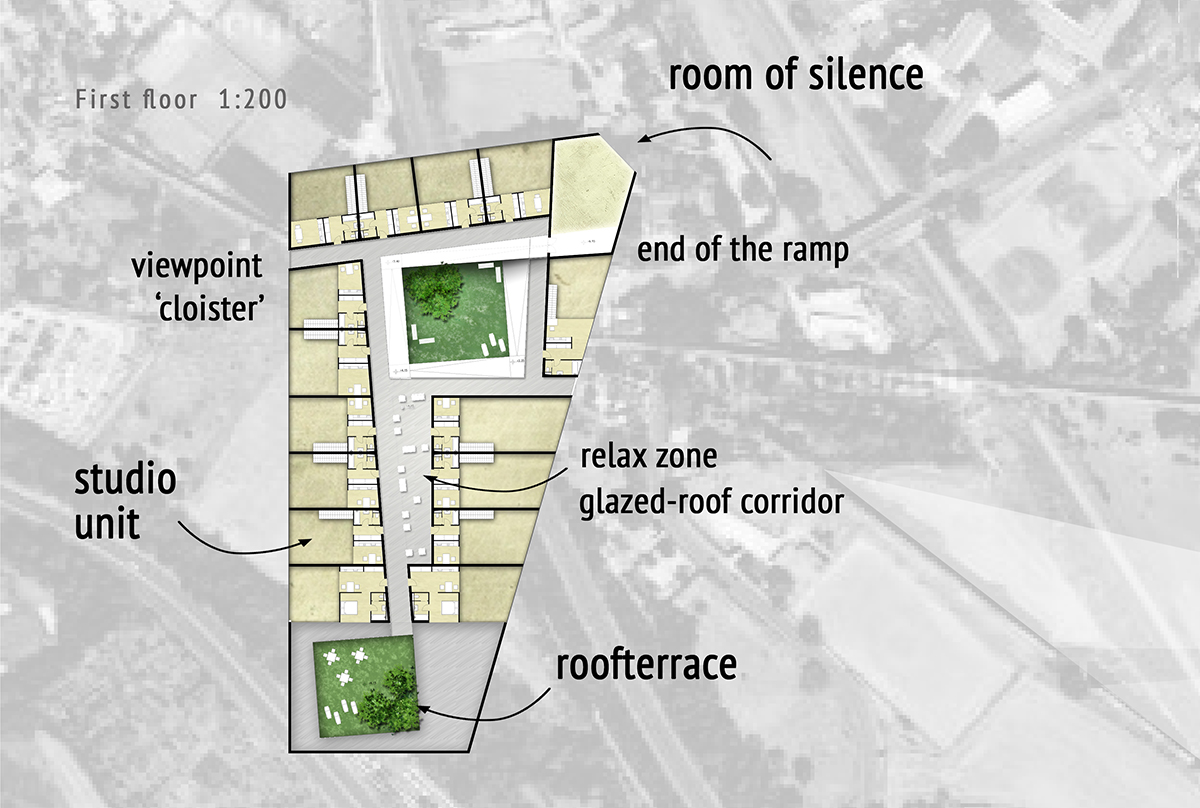 First floor 1:200
room of silence
viewpoint
‘cloister’
end of the ramp
studio
unit
relax zone
glazed-roof corridor
roofterrace